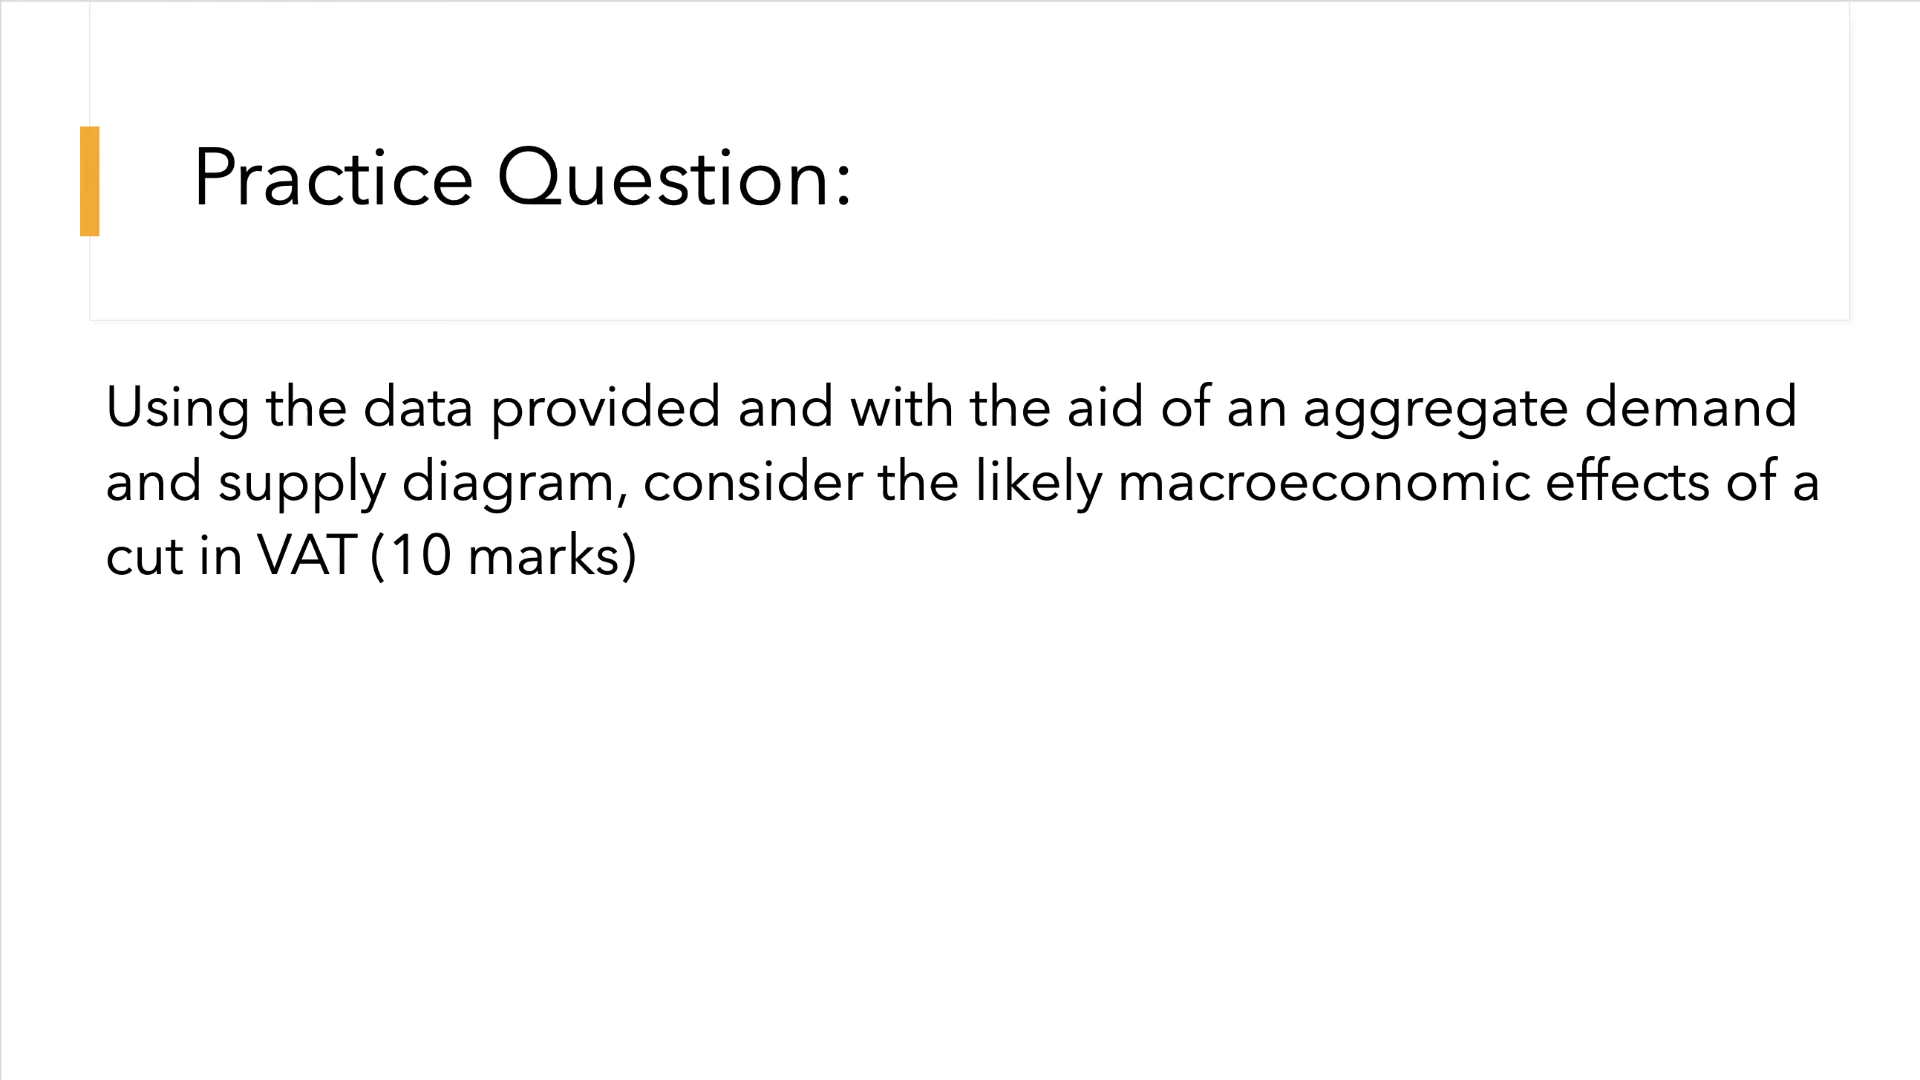 Practice Question:
Using the data provided and with the aid of an aggregate demand
and supply diagram, consider the likely macroeconomic effects of a
cut in VAT (10 marks)